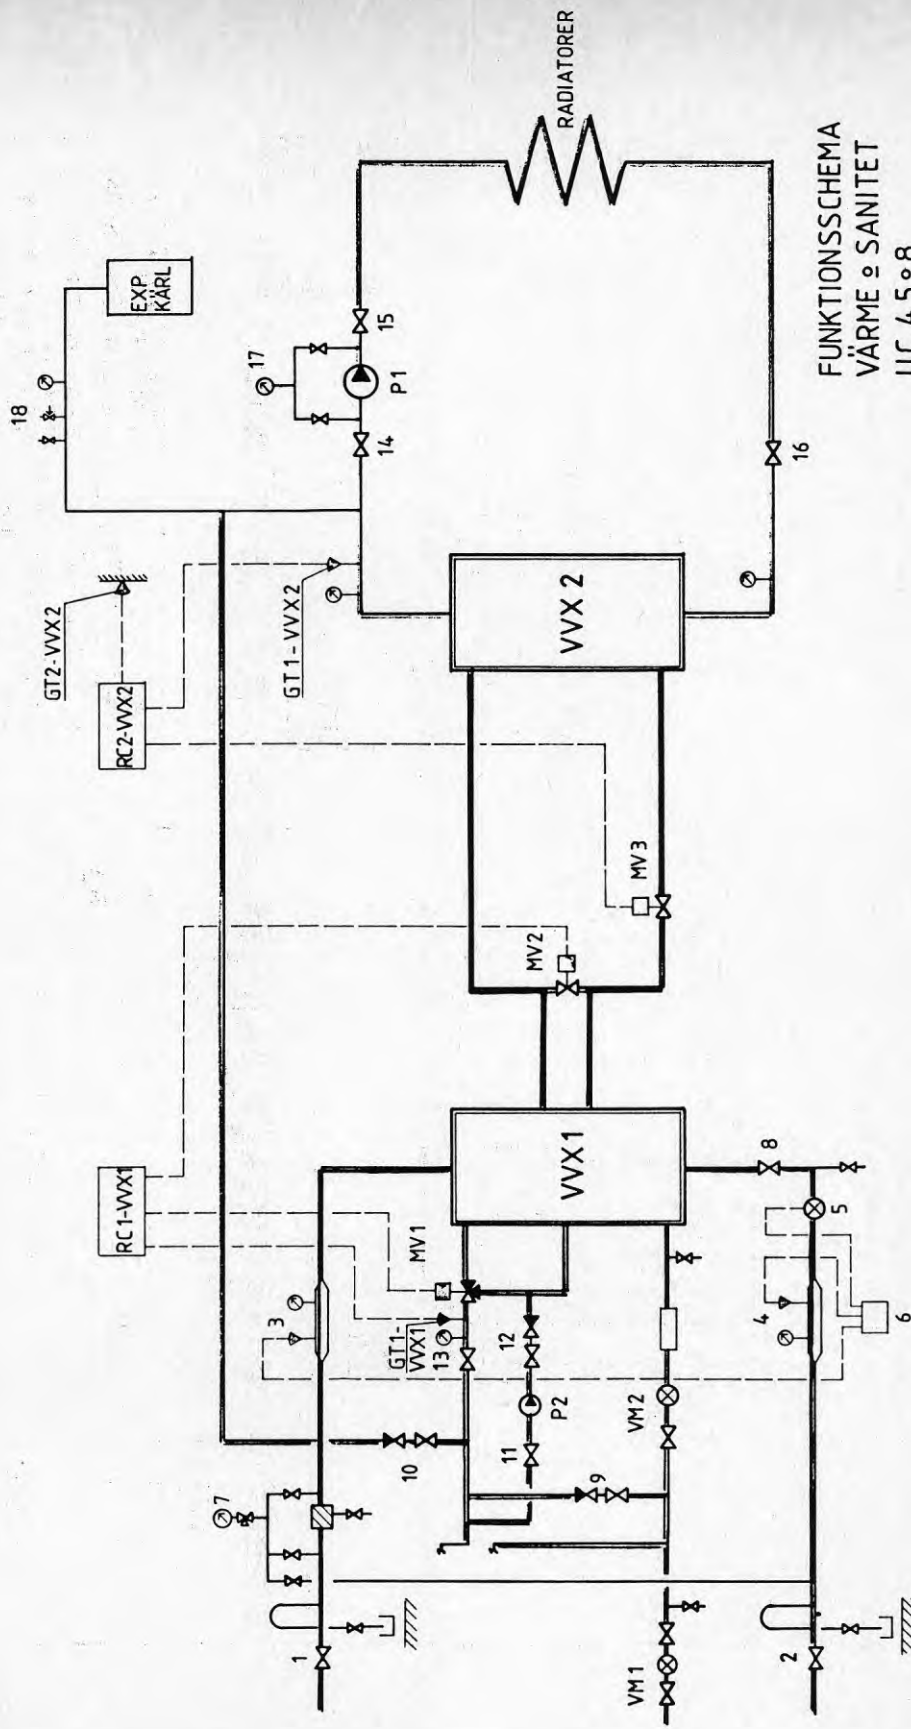 18
EXP.
KÄRL
RADIATORER
17
P1
15
14
16
FUNKTIONSSCHEMA
VÄRME o SANITET
GT2-VVX2
RC2-VVX2
GT1-VVX2
VVX 2
MV3
MV2
RC1-VVX1
VVX1
8
5
MV1
GT1-
VVX1
13
3
12
4
6
P2
VM2
10
11
9
7
1
VM1
2